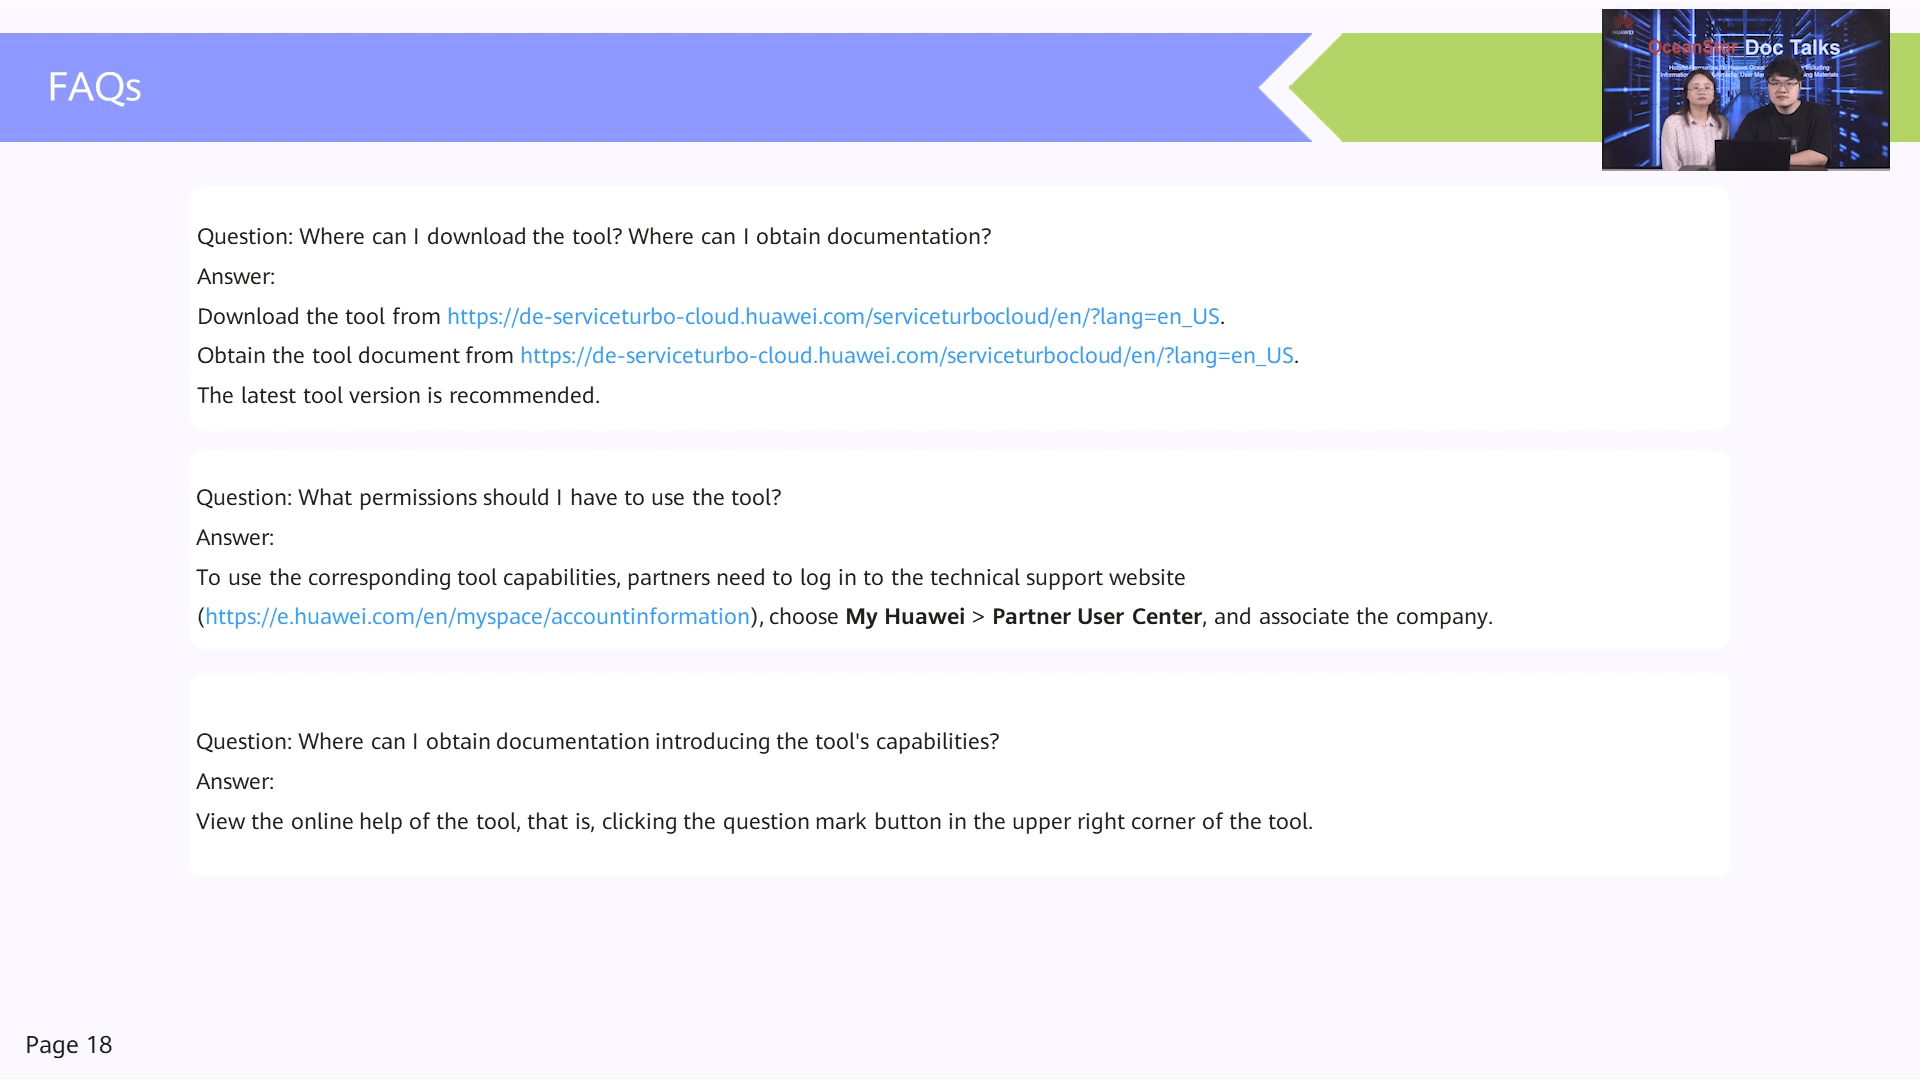 FAQs
HUAWEI
OceanStor Doc Talks
Question: Where can I download the tool? Where can I obtain documentation?
Answer:
Download the tool from https://de-serviceturbo-cloud.huawei.com/serviceturbocloud/en/?lang=en_US.
Obtain the tool document from https://de-serviceturbo-cloud.huawei.com/serviceturbocloud/en/?lang=en_US.
The latest tool version is recommended.
Question: What permissions should I have to use the tool?
Answer:
To use the corresponding tool capabilities, partners need to log in to the technical support website
(https://e.huawei.com/en/myspace/accountinformation), choose My Huawei > Partner User Center, and associate the company.
Question: Where can I obtain documentation introducing the tool's capabilities?
Answer:
View the online help of the tool, that is, clicking the question mark button in the upper right corner of the tool.
Page 18